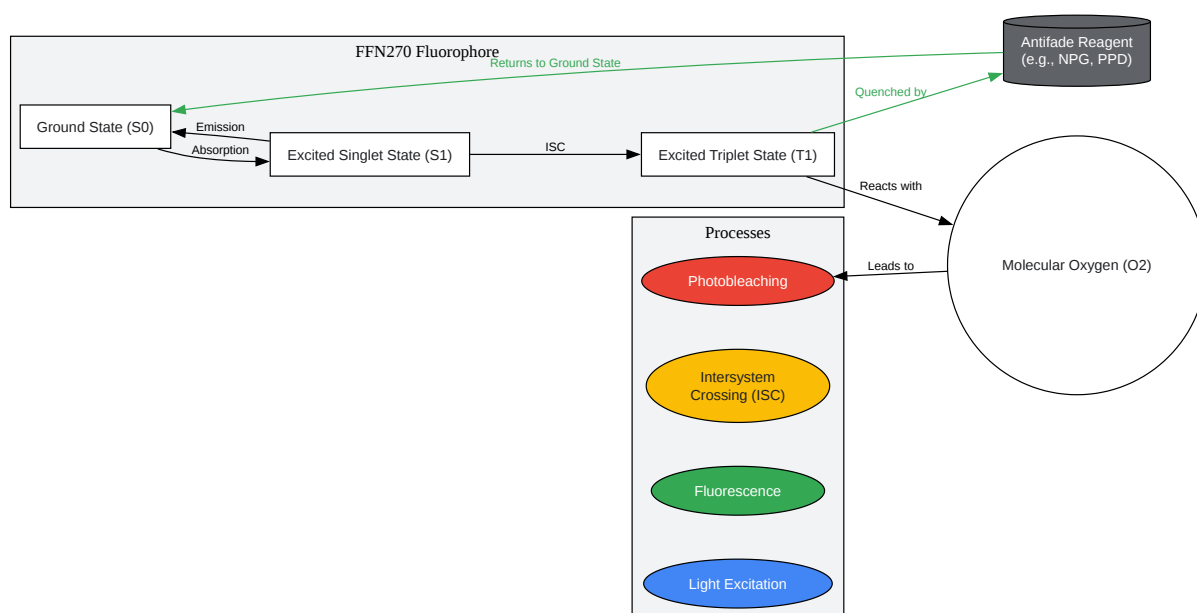 FFN270 Fluorophore
Antifade Reagent
(e.g., NPG, PPD)
Returns to Ground State
Quenched by
Ground State (S0)
Emission
Absorption
Excited Singlet State (S1)
ISC
Excited Triplet State (T1)
Reacts with
Processes
Photobleaching
Leads to
Molecular Oxygen (O2)
Intersystem
Crossing (ISC)
Fluorescence
Light Excitation